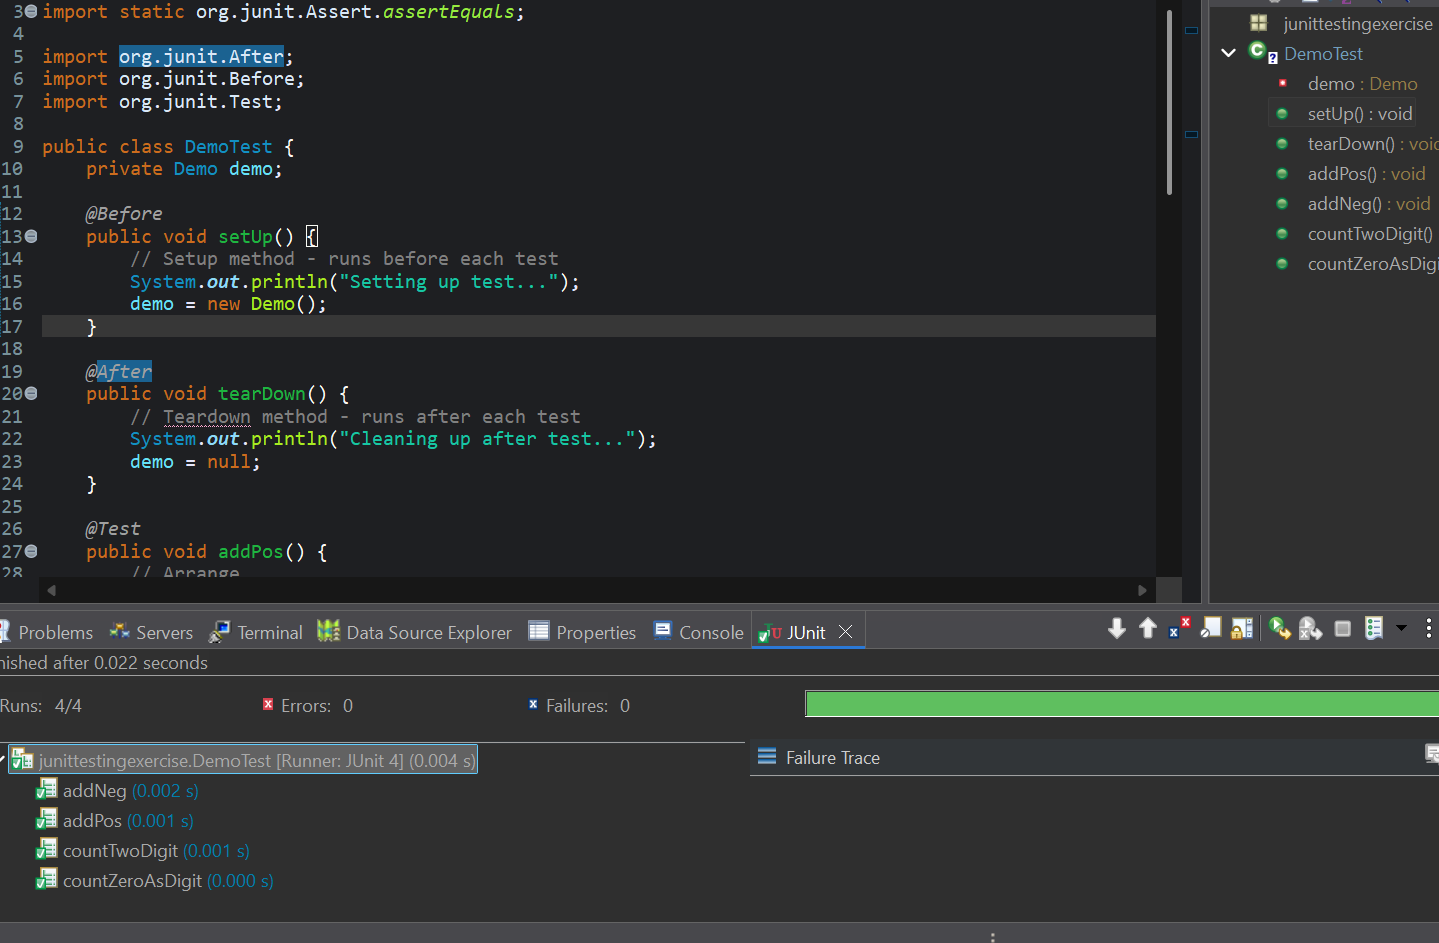 3 import static org.junit.Assert.assertEquals;
4
5 import org.junit.After;
6 import org.junit.Before;
7 import org.junit.Test;
8
9 public class DemoTest {
10 private Demo demo;
11
12 @Before
13 public void setUp() {
14 // Setup method - runs before each test
15 System.out.println("Setting up test...");
16 demo = new Demo();
17 }
18
19 @After
20 public void tearDown() {
21 // Teardown method - runs after each test
22 System.out.println("Cleaning up after test...");
23 demo = null;
24 }
25
26 @Test
27 public void addPos() {
28 // Arrange
junittestingexercise
DemoTest
demo : Demo
setUp() : void
tearDown() : void
addPos() : void
addNeg() : void
countTwoDigit()
countZeroAsDigi
Problems
Servers
Terminal
Data Source Explorer
Properties
Console
JUnit
nished after 0.022 seconds
Runs: 4/4
Errors: 0
Failures: 0
junittestingexercise.DemoTest [Runner: JUnit 4] (0.004 s)
addNeg (0.002 s)
addPos (0.001 s)
countTwoDigit (0.001 s)
countZeroAsDigit (0.000 s)
Failure Trace